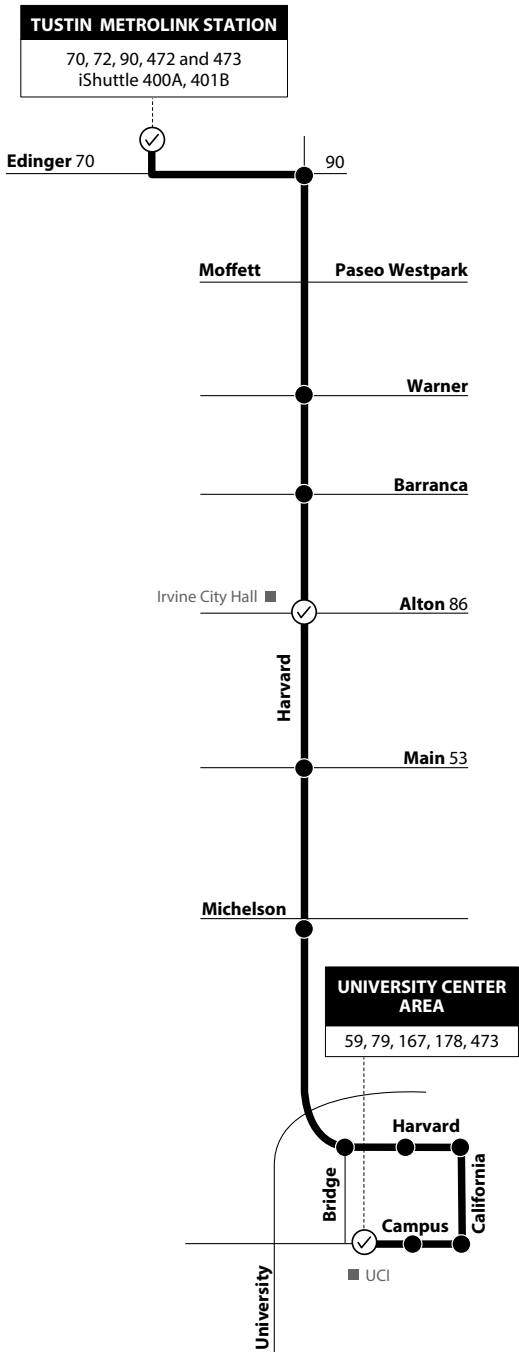 TUSTIN METROLINK STATION
70, 72, 90, 472 and 473
iShuttle 400A, 401B
Edinger 70
90
Moffett
Paseo Westpark
Warner
Barranca
Irvine City Hall
Alton 86
Harvard
Main 53
Michelson
UNIVERSITY CENTER
AREA
59, 79, 167, 178, 473
Harvard
Bridge
California
Campus
UCI
University